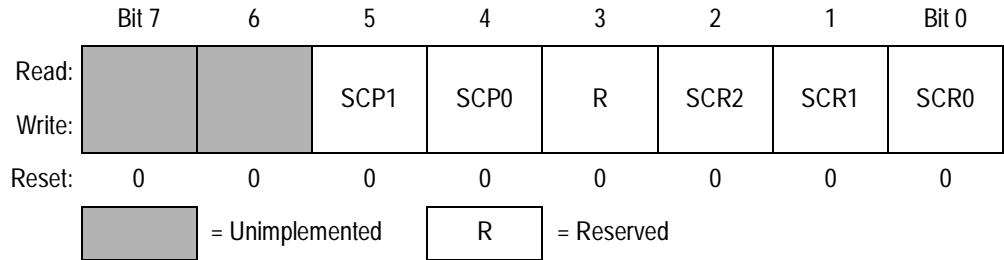 Bit 7 6 5 4 3 2 1 Bit 0
Read:
SCP1 SCP0 R SCR2 SCR1 SCR0
Write:
Reset: 0 0 0 0 0 0 0 0
= Unimplemented R = Reserved